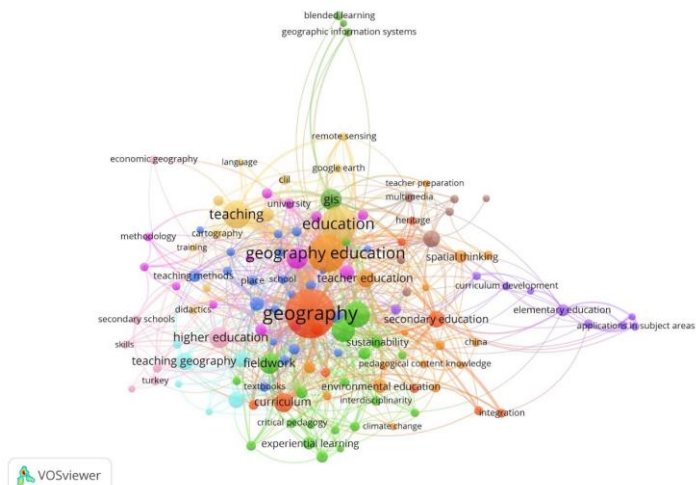 blended learning
geographic information systems
remote sensing
economic geography
language
google earth
clil
teacher preparation
multimedia
gis
university
teaching
heritage
education
methodology
cartography
training
geography education
spatial thinking
teaching methods
place
school
teacher education
curriculum development
didactics
geography
elementary education
secondary schools
secondary education
applications in subject areas
skills
higher education
sustainability
china
teaching geography
fieldwork
pedagogical content knowledge
turkey
textbooks
environmental education
curriculum
interdisciplinarity
integration
critical pedagogy
climate change
experiential learning
VOSviewer